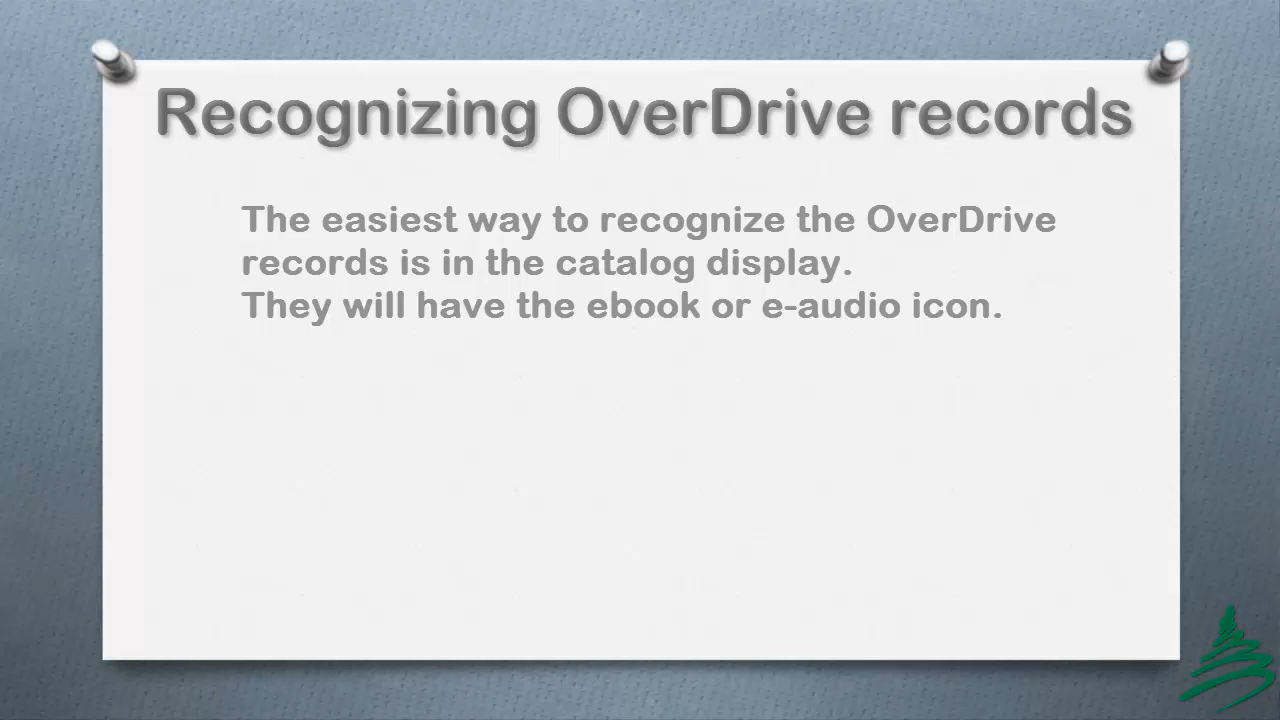 Recognizing OverDrive records
The easiest way to recognize the OverDrive
records is in the catalog display.
They will have the ebook or e-audio icon.